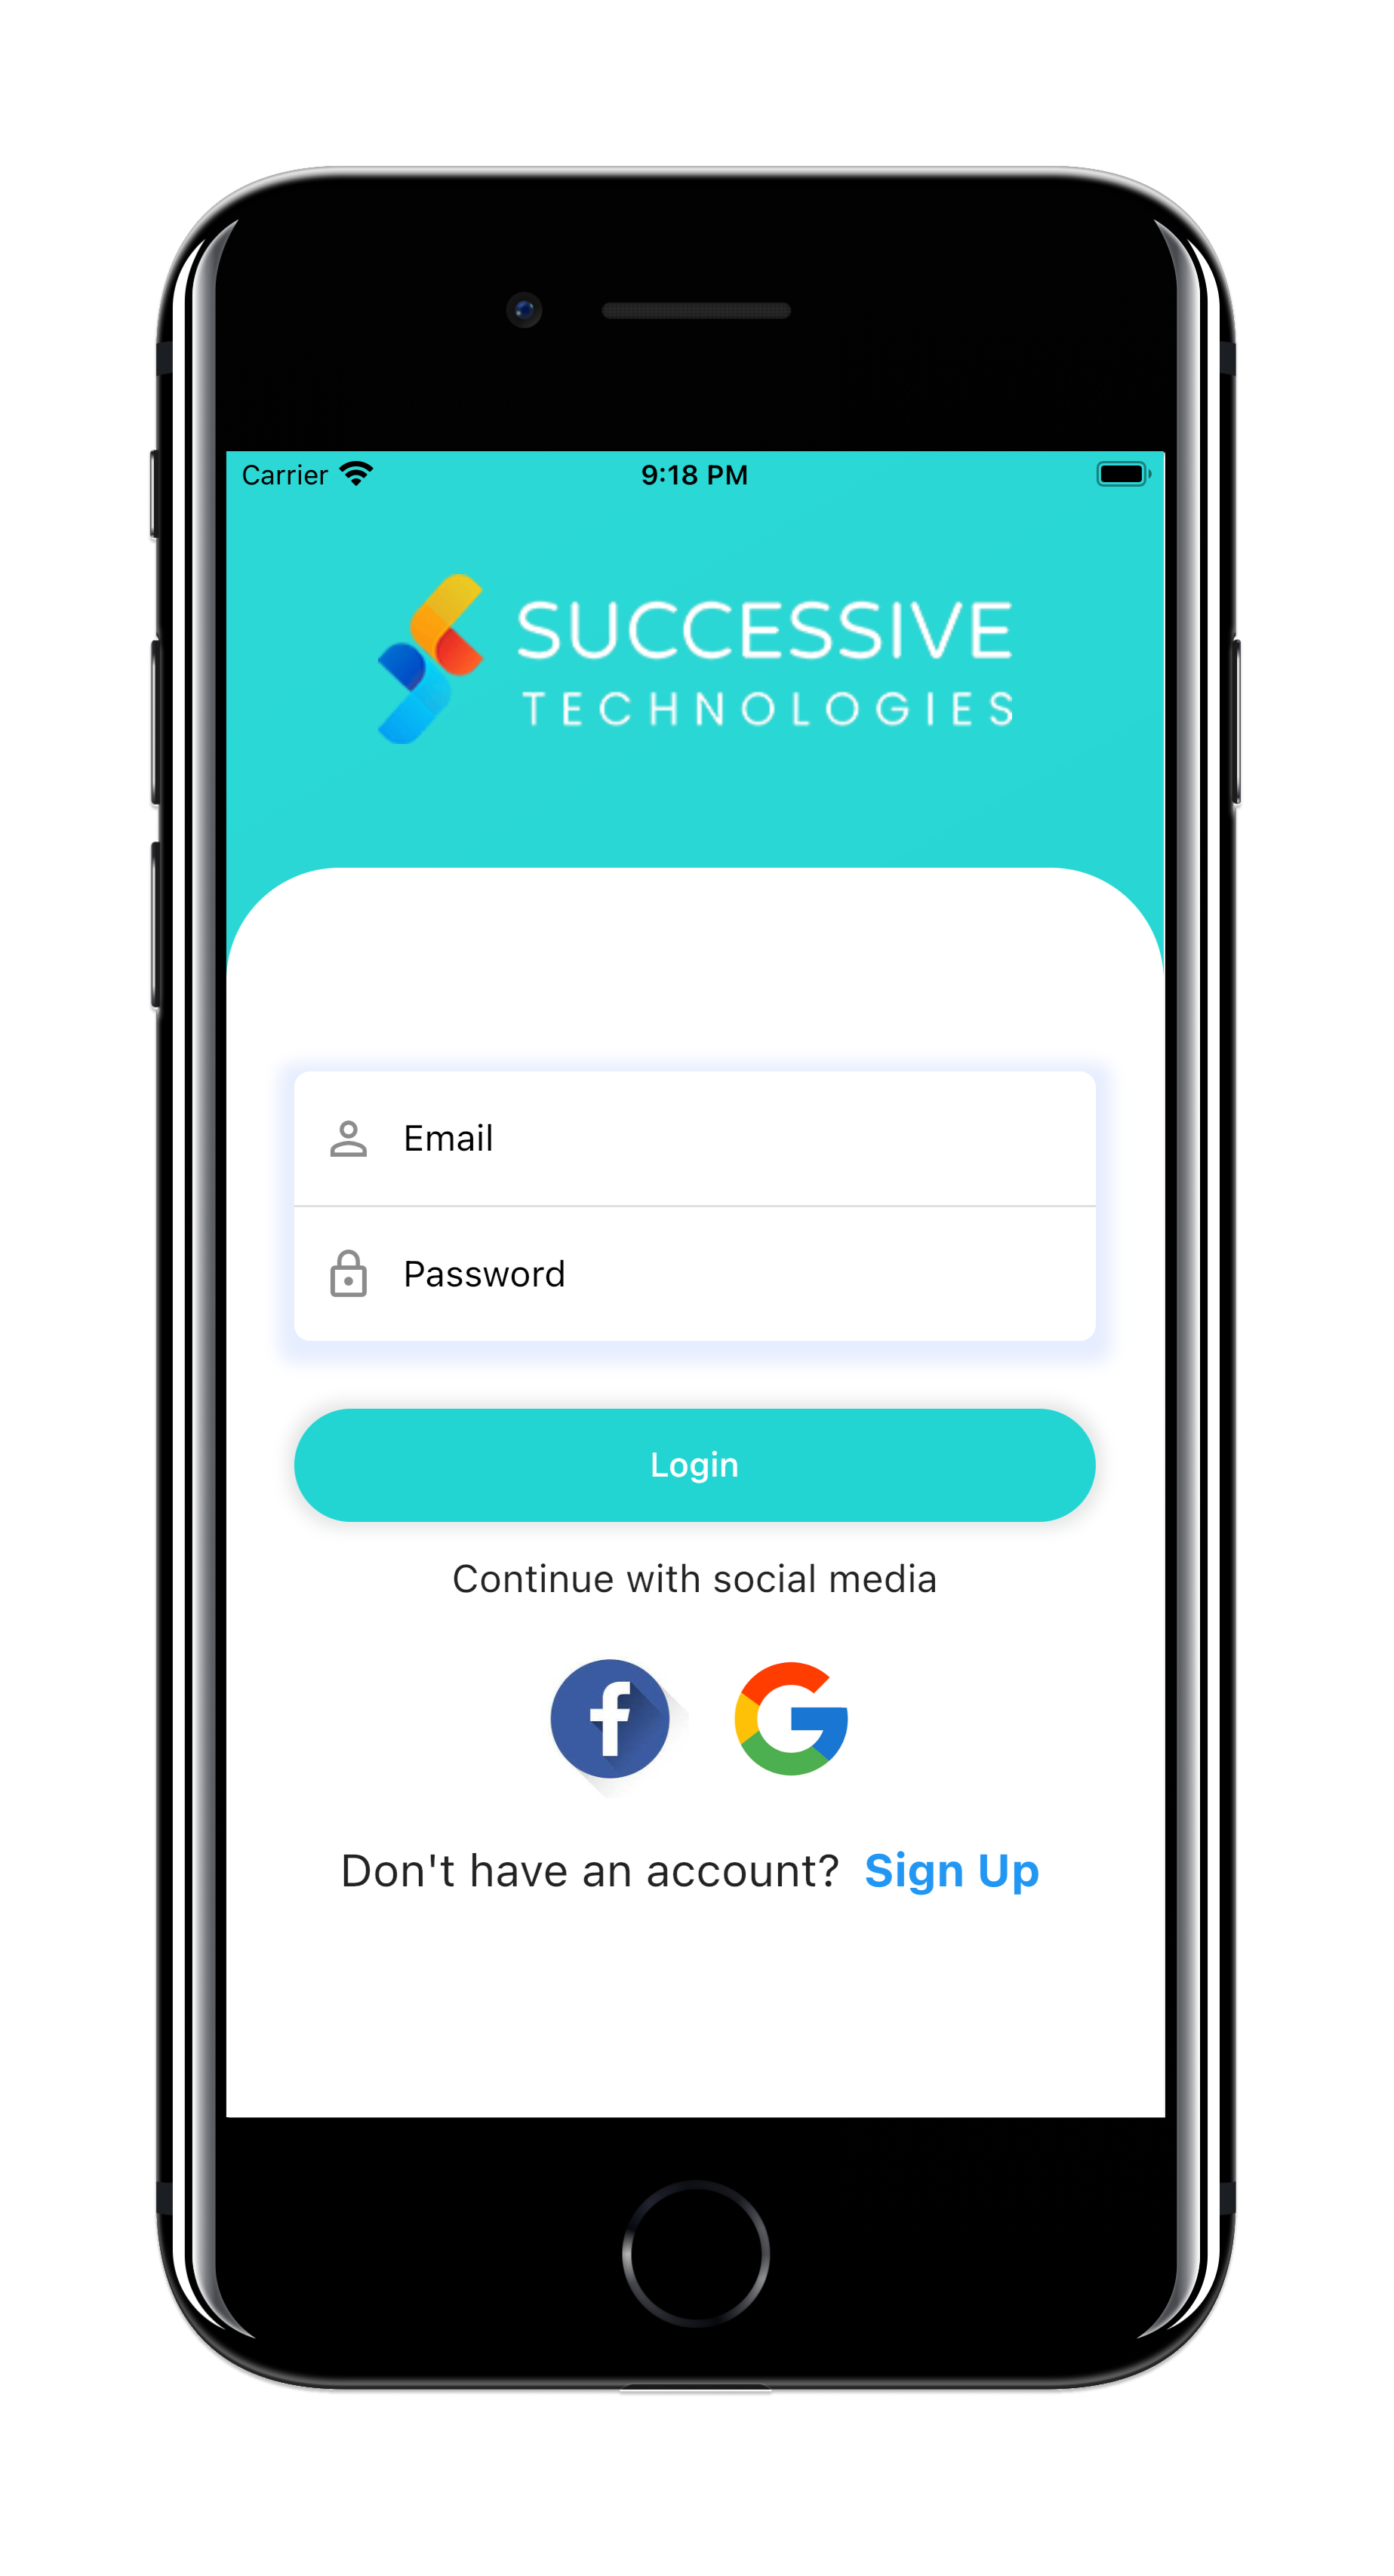 Carrier 9:18 PM
SUCCESSIVE
TECHNOLOGIES
Email
Password
Login
Continue with social media
Don't have an account? Sign Up